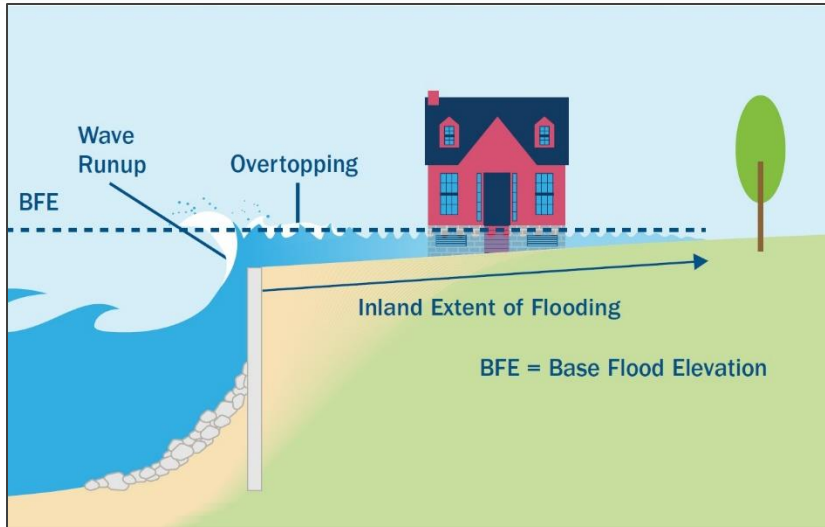 Wave
Runup
Overtopping
BFE
Inland Extent of Flooding
BFE = Base Flood Elevation